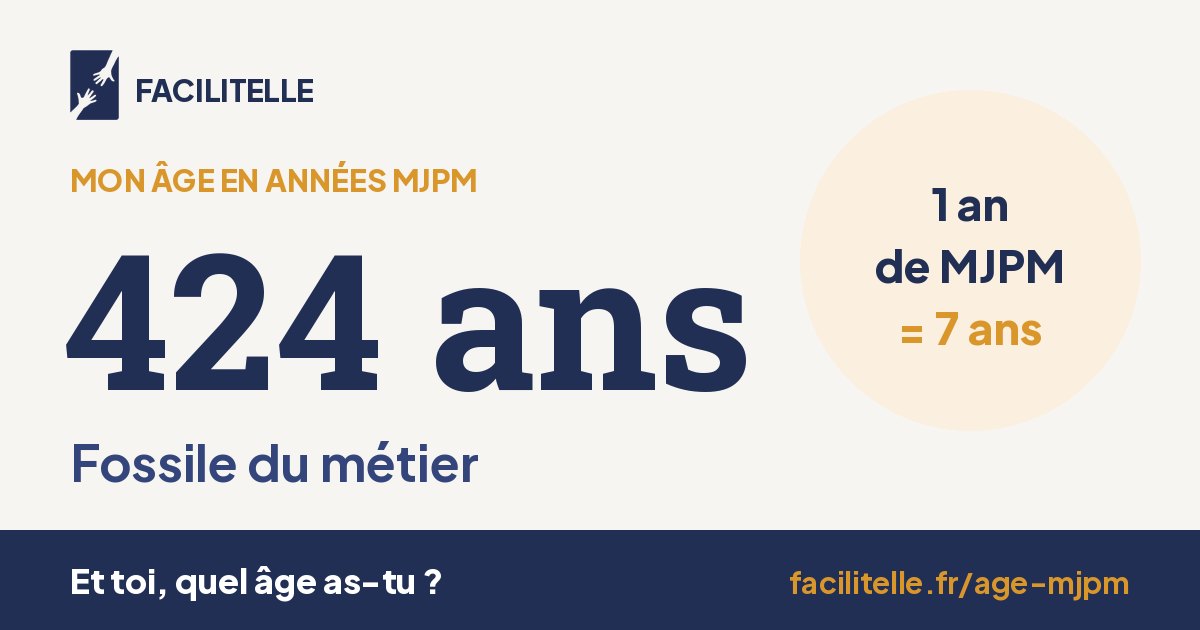 FACILITELLE
MON ÂGE EN ANNÉES MJPM
424 ans
Fossile du métier
1 an
de MJPM
= 7 ans
Et toi, quel âge as-tu ?
facilitelle.fr/age-mjpm